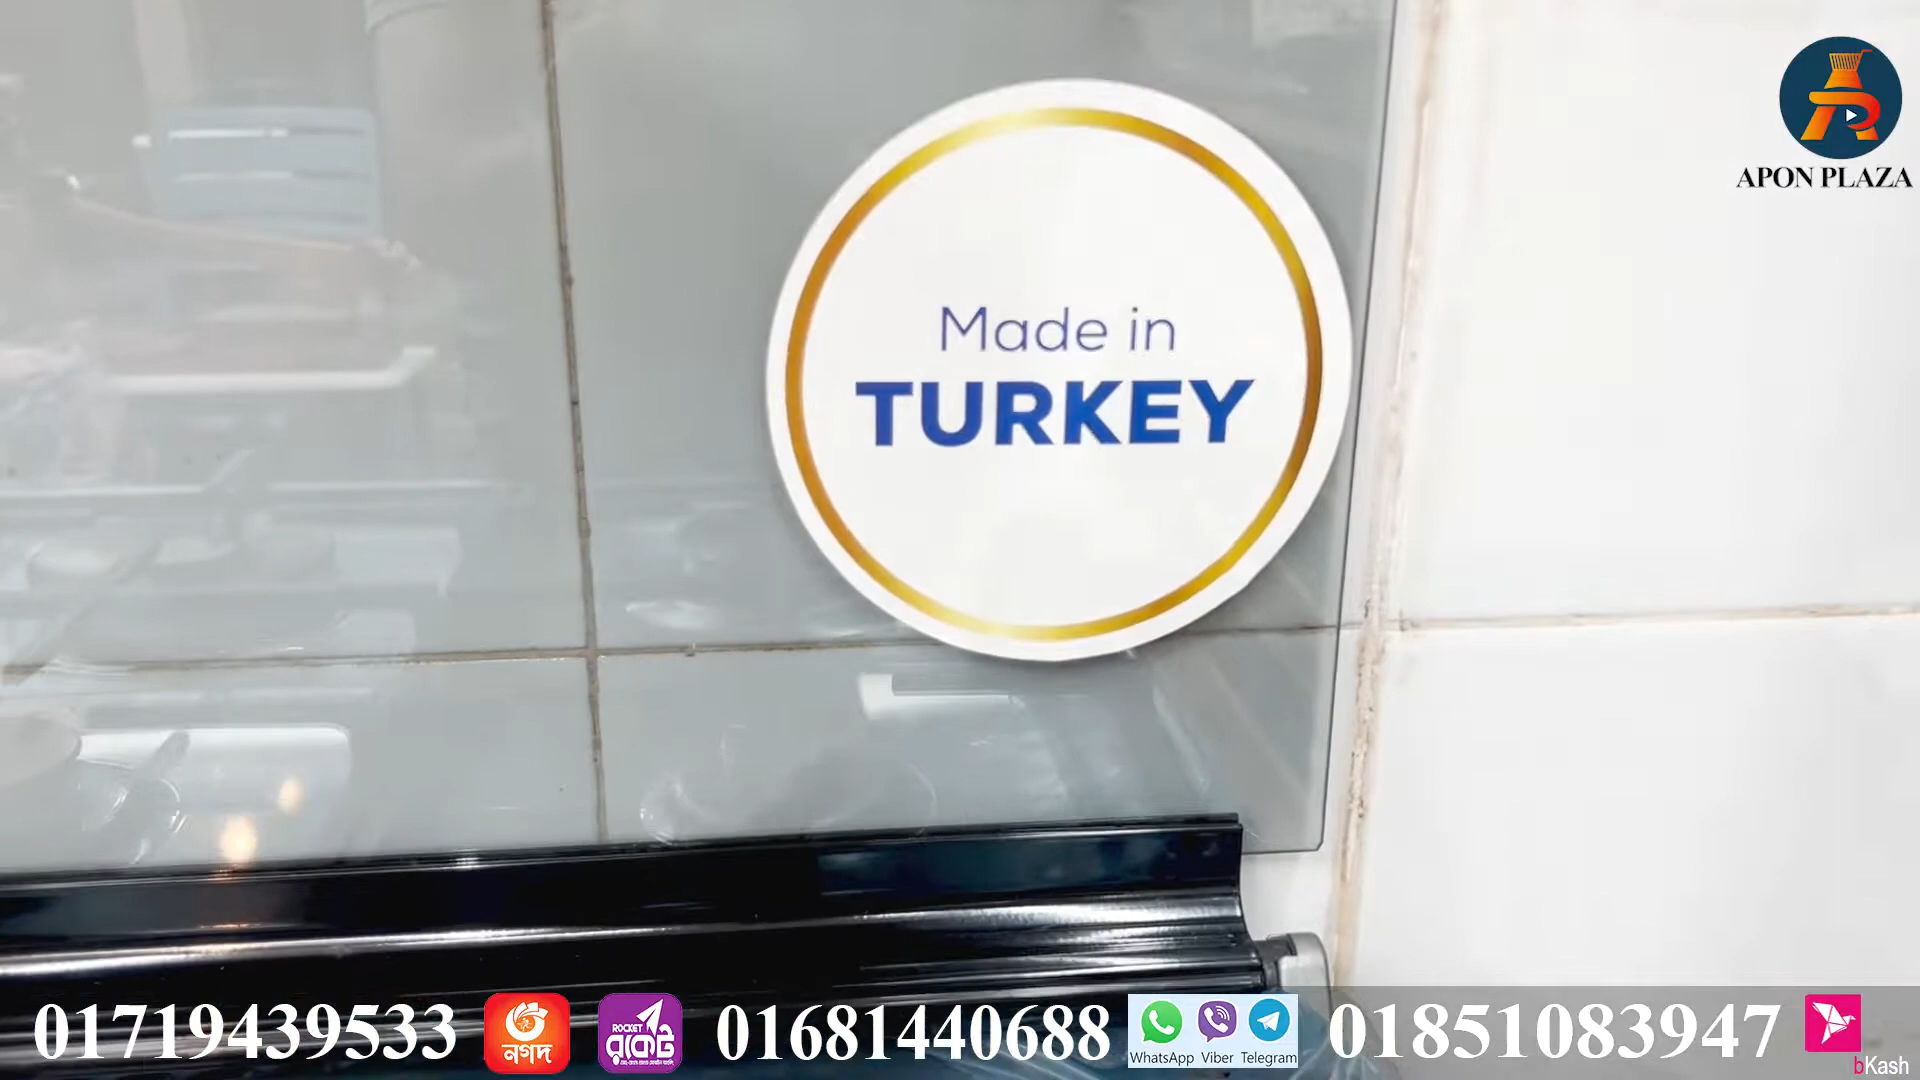 APON PLAZA
Made in
TURKEY
01719439533
নগদ
ROCKET
রকেট
01681440688
WhatsApp Viber Telegram
01851083947
bKash